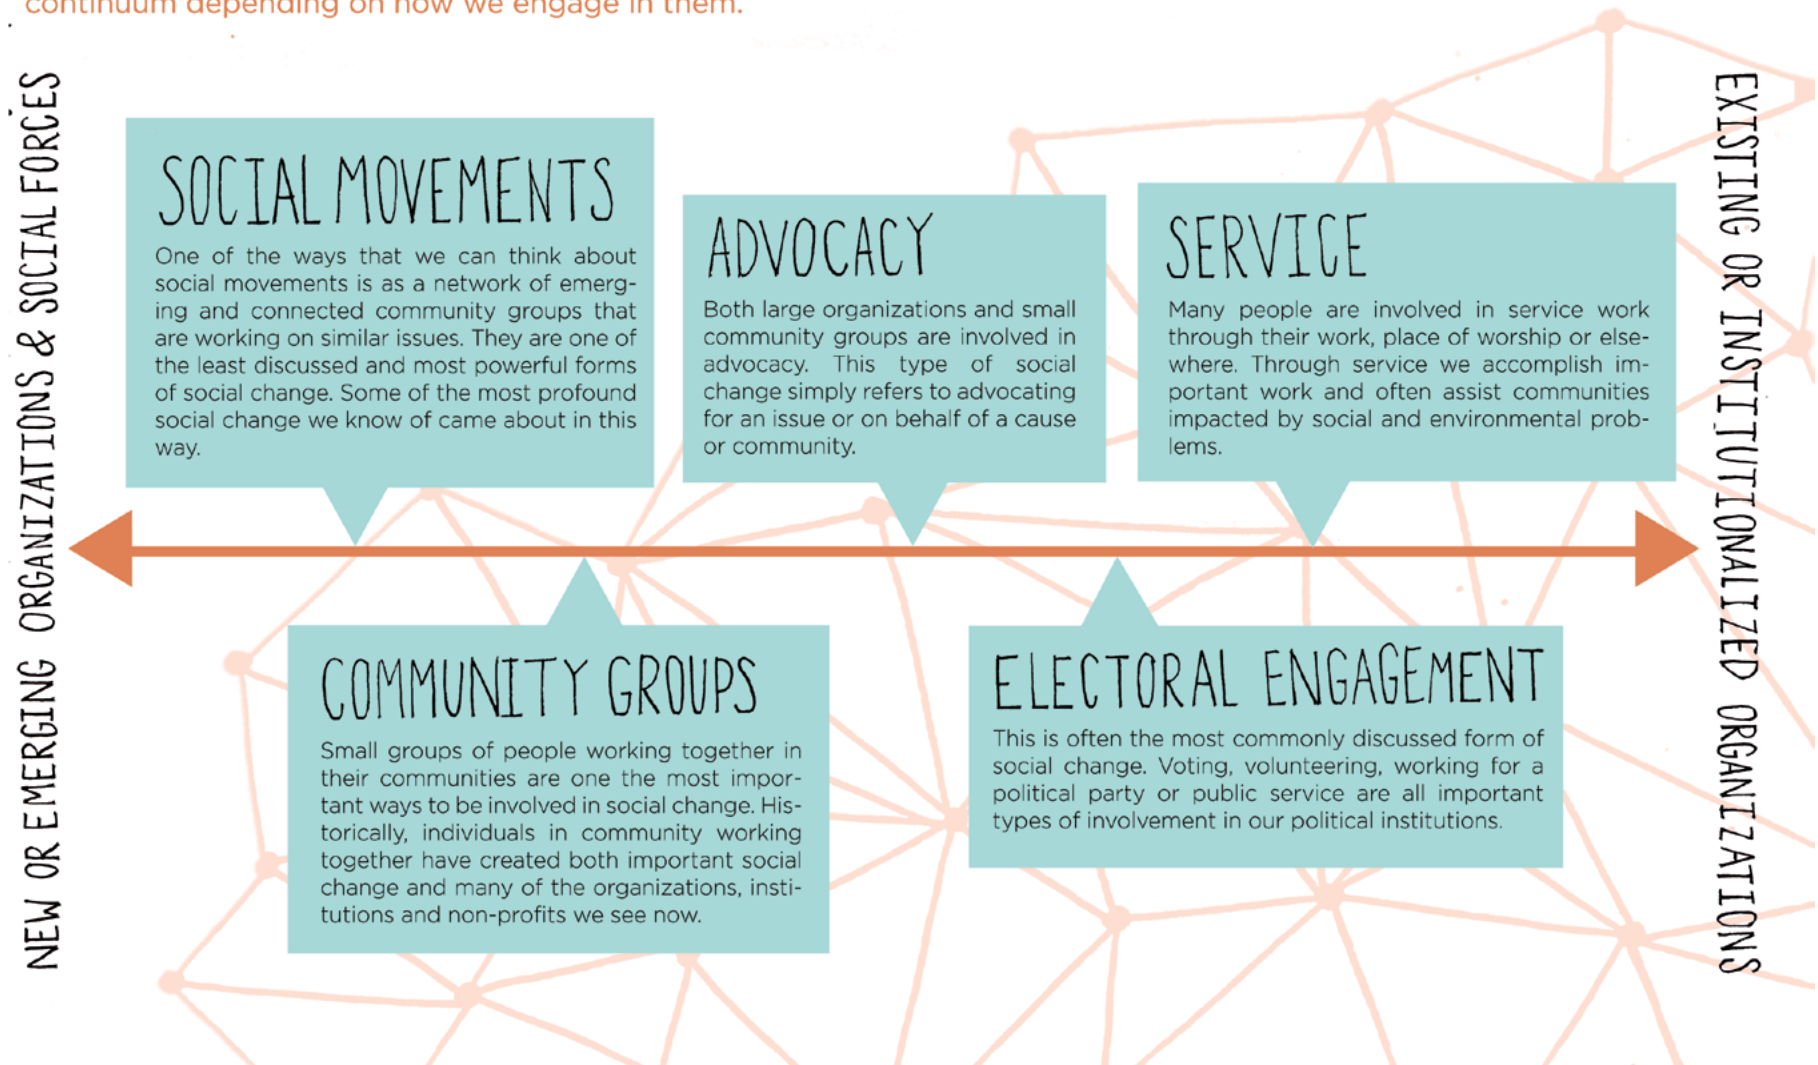 continuum depending on how we engage in them.
NEW OR EMERGING ORGANIZATIONS & SOCIAL FORCES
SOCIAL MOVEMENTS
One of the ways that we can think about
social movements is as a network of emerg-
ing and connected community groups that
are working on similar issues. They are one of
the least discussed and most powerful forms
of social change. Some of the most profound
social change we know of came about in this
way.
ADVOCACY
Both large organizations and small
community groups are involved in
advocacy. This type of social
change simply refers to advocating
for an issue or on behalf of a cause
or community.
SERVICE
Many people are involved in service work
through their work, place of worship or else-
where. Through service we accomplish im-
portant work and often assist communities
impacted by social and environmental prob-
lems.
COMMUNITY GROUPS
Small groups of people working together in
their communities are one the most impor-
tant ways to be involved in social change. His-
torically, individuals in community working
together have created both important social
change and many of the organizations, insti-
tutions and non-profits we see now.
ELECTORAL ENGAGEMENT
This is often the most commonly discussed form of
social change. Voting, volunteering, working for a
political party or public service are all important
types of involvement in our political institutions.
EXISTING OR INSTITUTIONALIZED ORGANIZATIONS